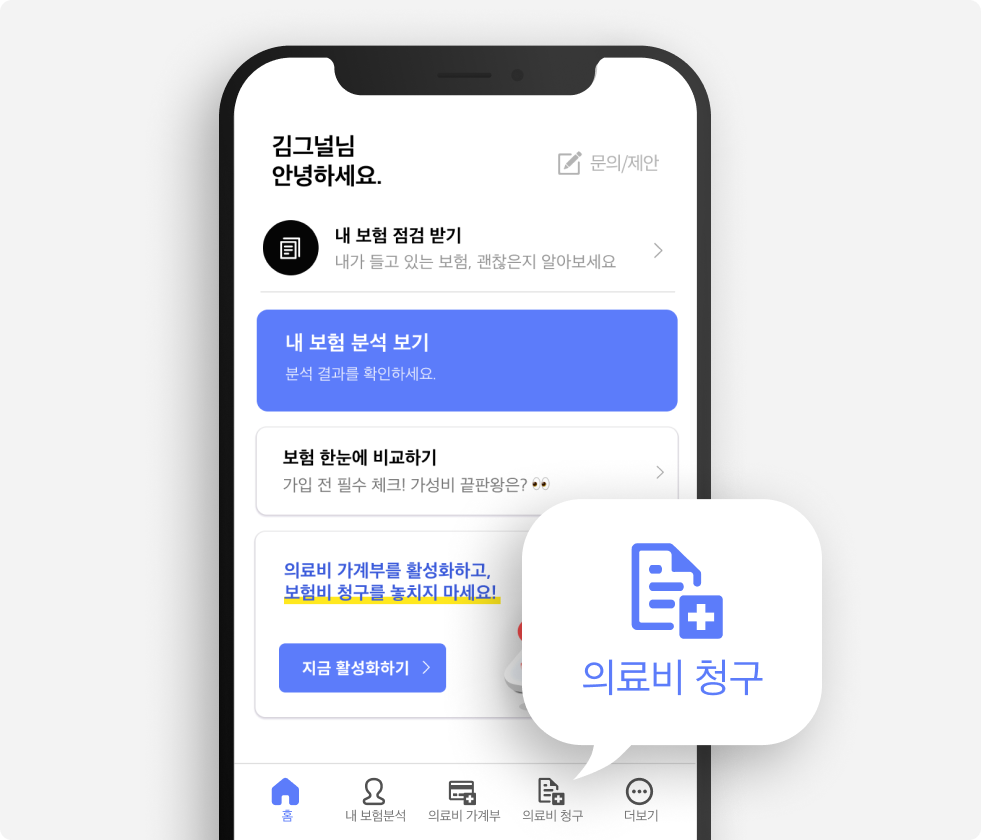 김그널님
안녕하세요.
문의/제안
내 보험 점검 받기
내가 들고 있는 보험, 괜찮은지 알아보세요
내 보험 분석 보기
분석 결과를 확인하세요.
보험 한눈에 비교하기
가입 전 필수 체크! 가성비 끝판왕은? 👀
의료비 가계부를 활성화하고,
보험비 청구를 놓치지 마세요!
지금 활성화하기
의료비 청구
홈
내 보험분석
의료비 가계부
의료비 청구
더보기